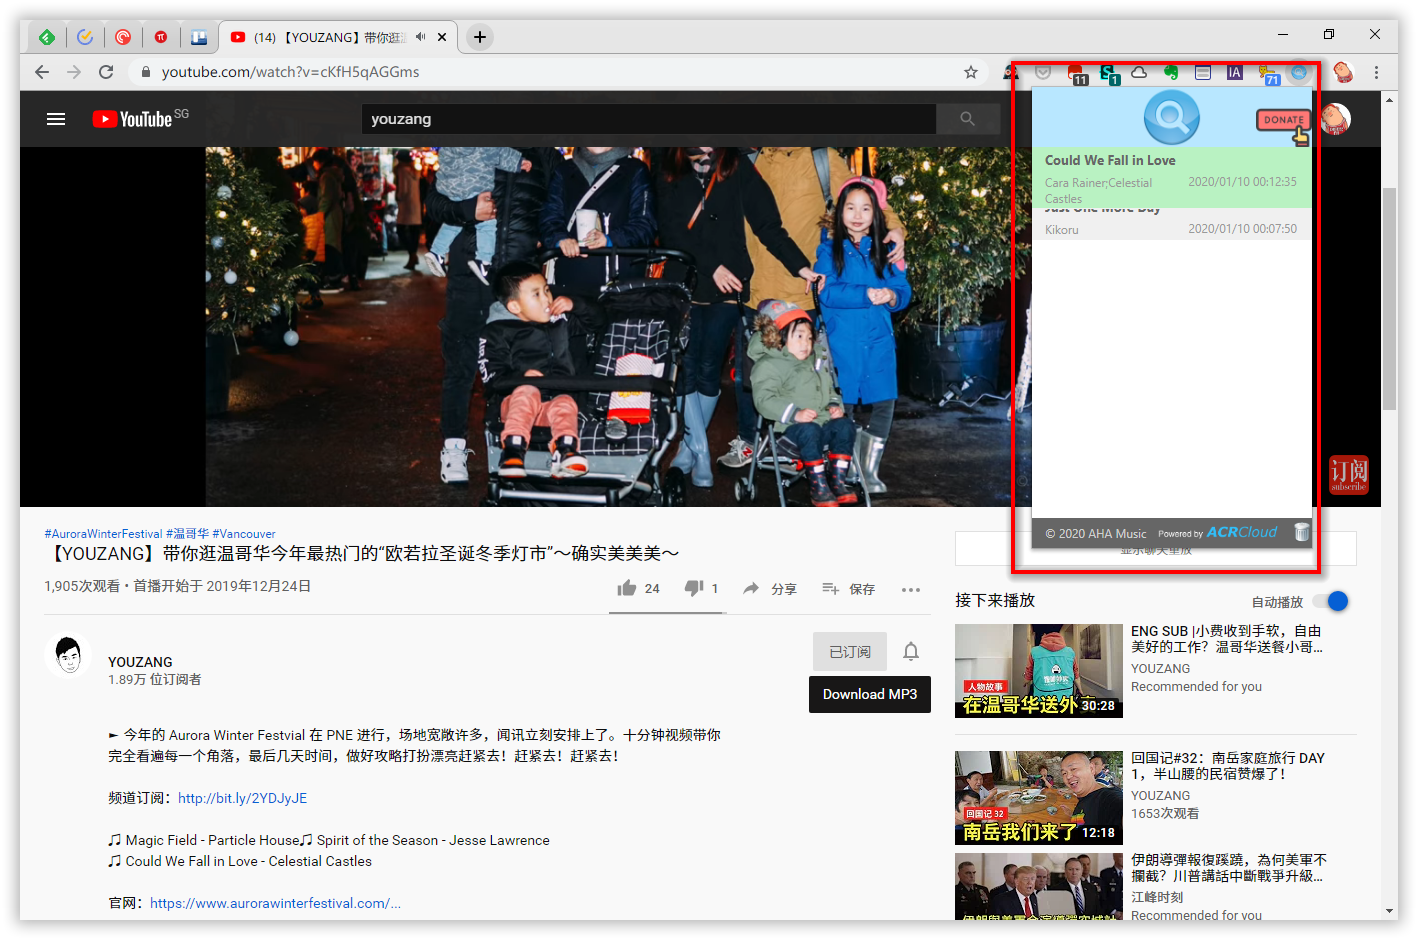 (14) 【YOUZANG】带你逛温
youtube.com/watch?v=cKfH5qAGGms
11
1
IA
71
YouTube SG
youzang
DONATE
Could We Fall in Love
Cara Rainer;Celestial Castles
2020/01/10 00:12:35
Just One More Day
Kikoru
2020/01/10 00:07:50
订阅
subscribe
© 2020 AHA Music
Powered by ACRCloud
显示聊天重放
#AuroraWinterFestival #温哥华 #Vancouver
【YOUZANG】带你逛温哥华今年最热门的“欧若拉圣诞冬季灯市”～确实美美美～
1,905次观看 • 首播开始于 2019年12月24日
24
1
分享
保存
YOUZANG
1.89万 位订阅者
已订阅
Download MP3
► 今年的 Aurora Winter Festvial 在 PNE 进行，场地宽敞许多，闻讯立刻安排上了。十分钟视频带你
完全看遍每一个角落，最后几天时间，做好攻略打扮漂亮赶紧去！赶紧去！赶紧去！
频道订阅：http://bit.ly/2YDJyJE
♫ Magic Field - Particle House♫ Spirit of the Season - Jesse Lawrence
♫ Could We Fall in Love - Celestial Castles
官网：https://www.aurorawinterfestival.com/...
接下来播放
自动播放
人物故事
在温哥华送外卖
30:28
ENG SUB |小费收到手软，自由
美好的工作？温哥华送餐小哥...
YOUZANG
Recommended for you
回国记 32
南岳我们来了
12:18
回国记#32：南岳家庭旅行 DAY
1，半山腰的民宿赞爆了！
YOUZANG
1653次观看
伊朗導彈報復蹊蹺，為何美軍不
攔截？川普講話中斷戰爭升級...
江峰时刻
Recommended for you